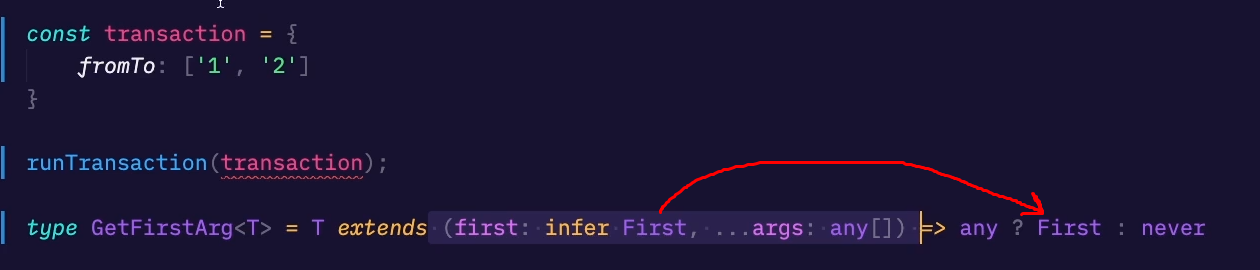 const transaction = {
fromTo: ['1', '2']
}
runTransaction(transaction);
type GetFirstArg<T> = T extends (first: infer First, ...args: any[]) => any ? First : never